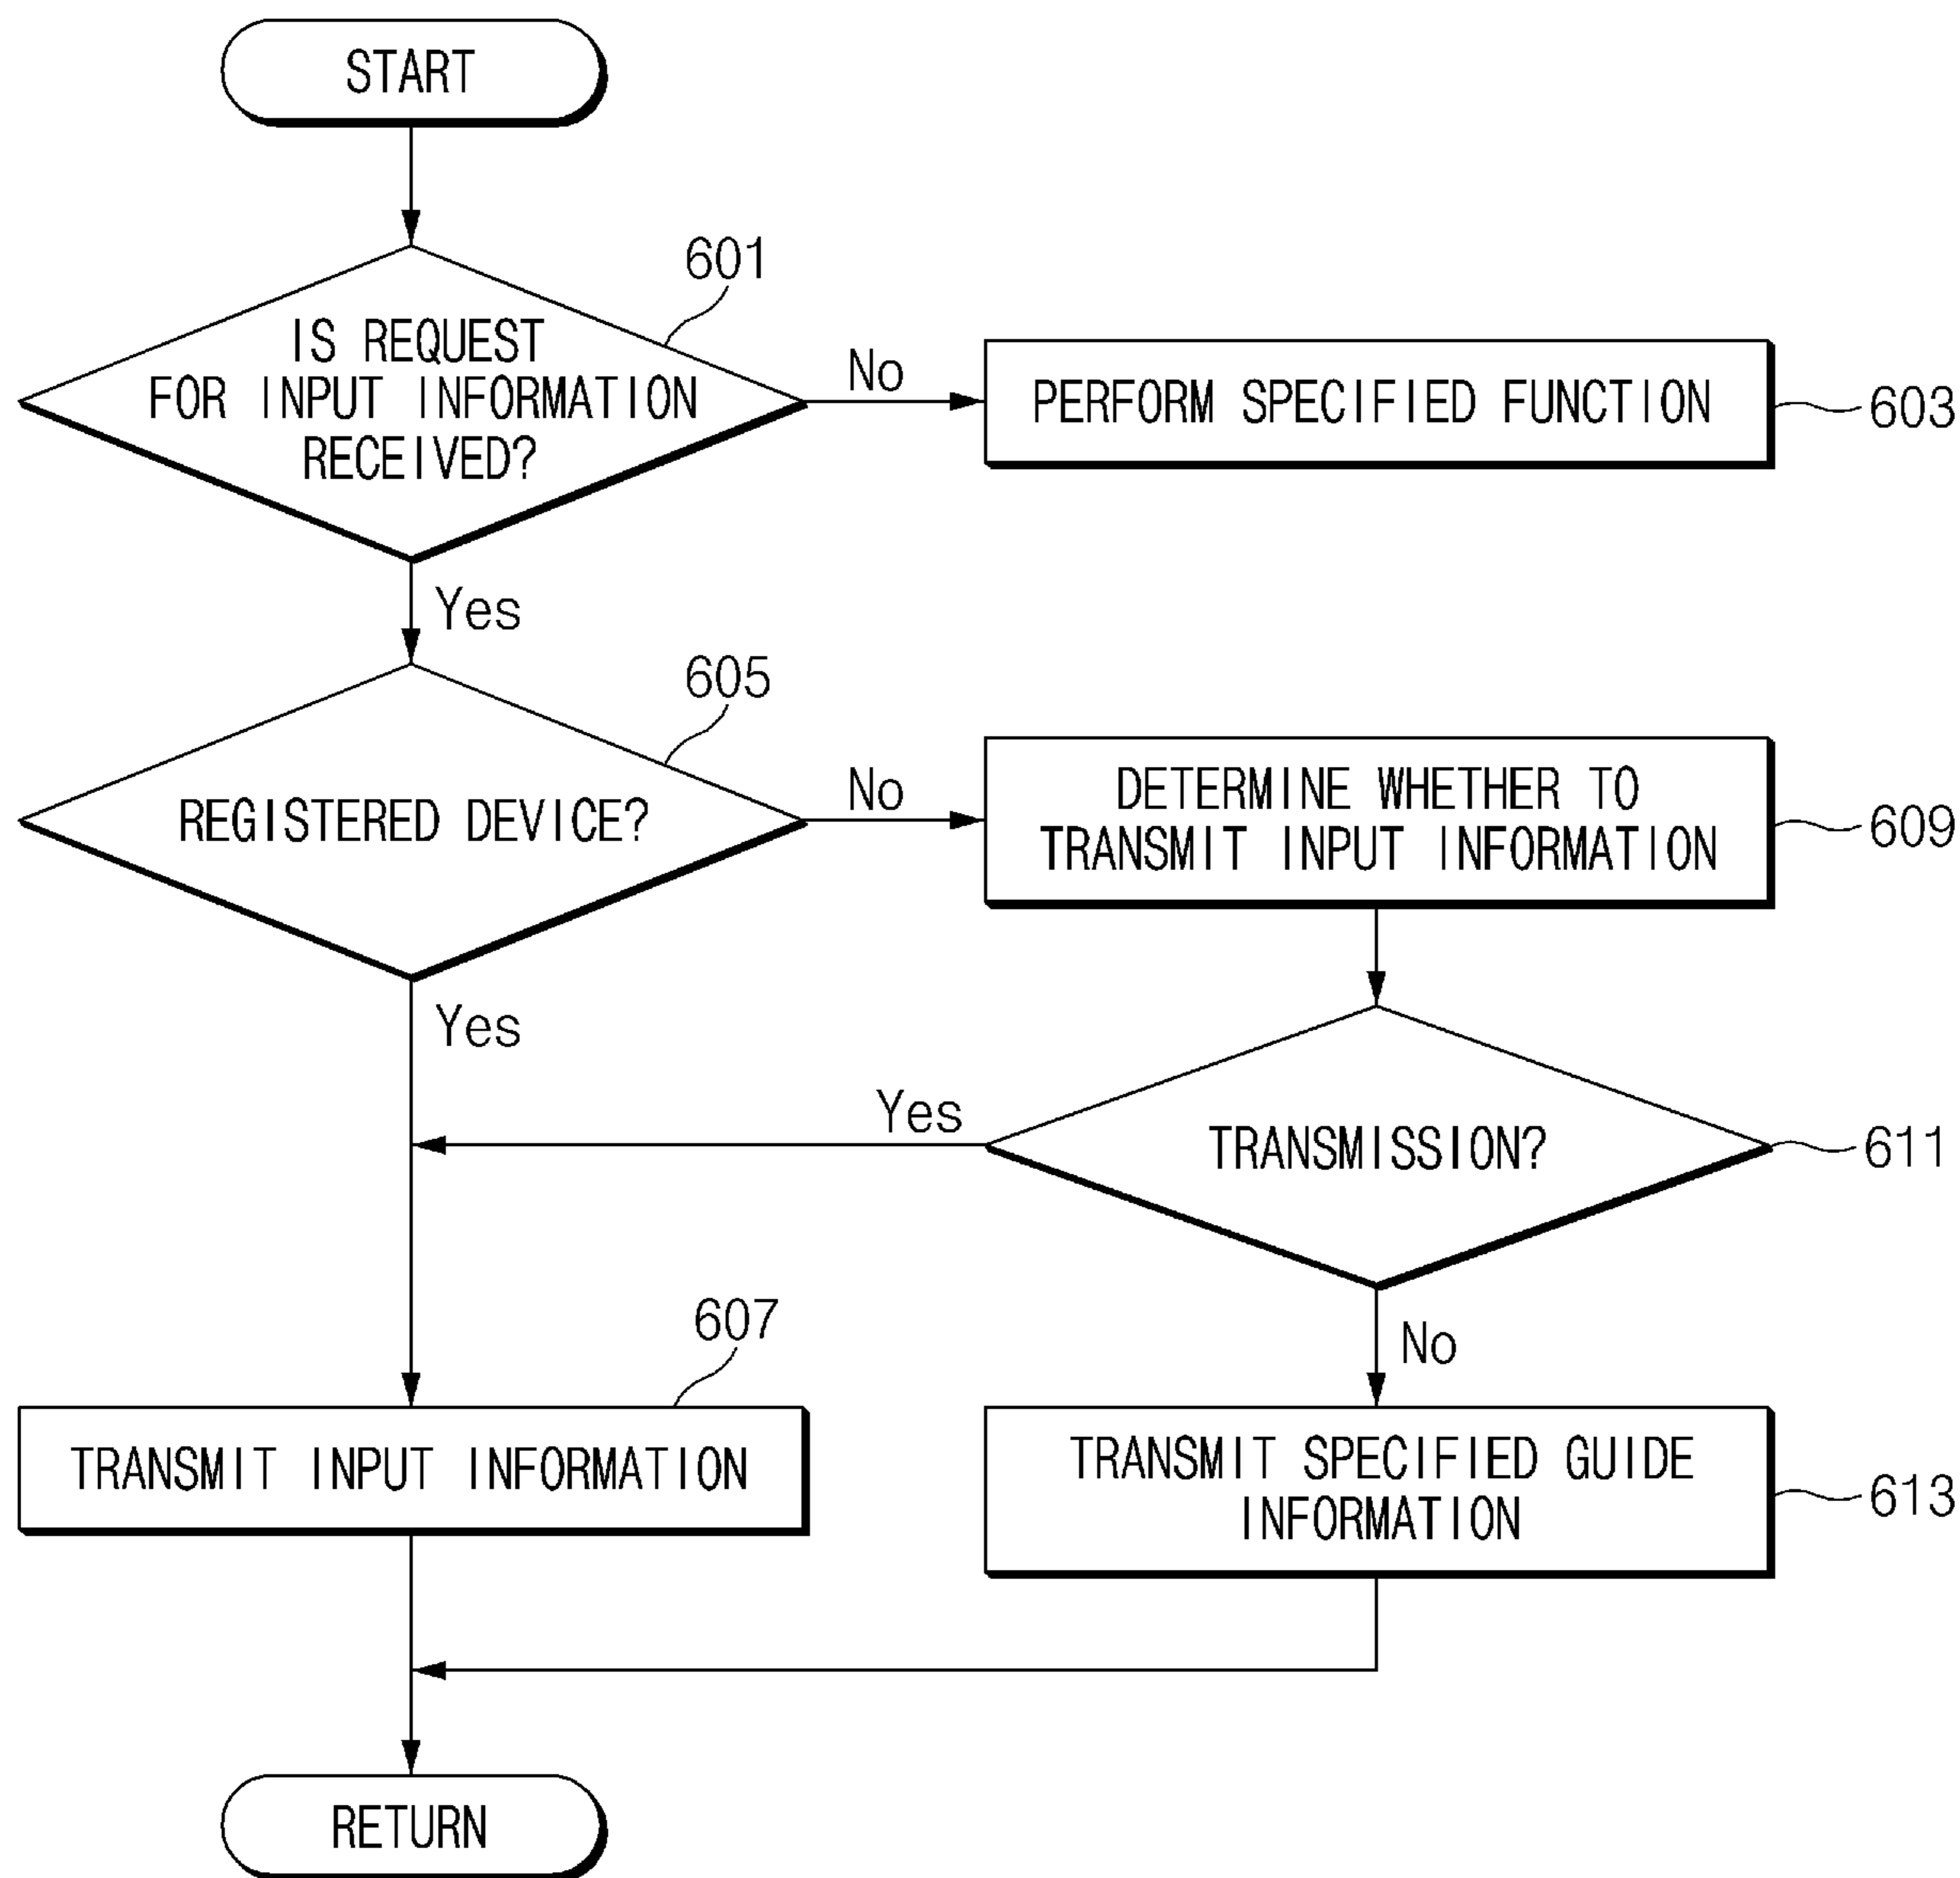 START
601
IS REQUEST
FOR INPUT INFORMATION
RECEIVED?
No
PERFORM SPECIFIED FUNCTION
603
Yes
605
REGISTERED DEVICE?
No
DETERMINE WHETHER TO
TRANSMIT INPUT INFORMATION
609
Yes
Yes
TRANSMISSION?
611
No
607
TRANSMIT INPUT INFORMATION
TRANSMIT SPECIFIED GUIDE
INFORMATION
613
RETURN